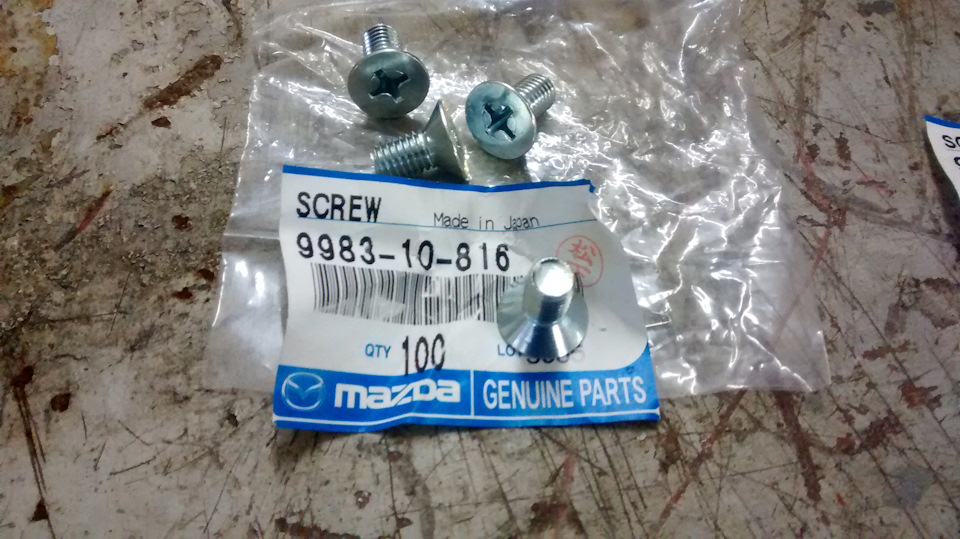 SCREW
Made in Japan
9983-10-816
QTY 100
mazda GENUINE PARTS